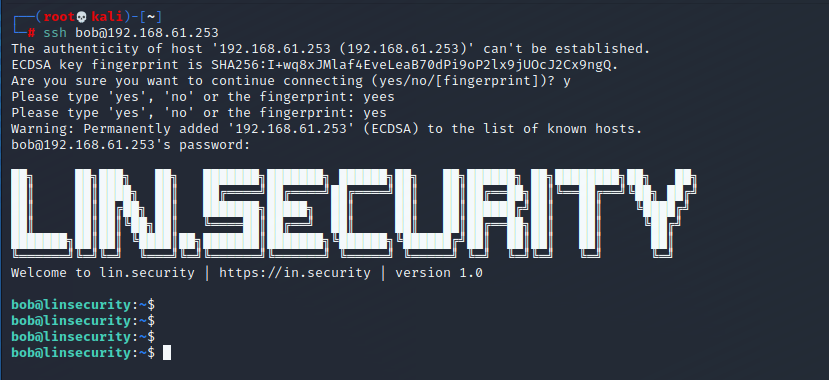 (root💀kali)-[~]
# ssh bob@192.168.61.253
The authenticity of host '192.168.61.253 (192.168.61.253)' can't be established.
ECDSA key fingerprint is SHA256:I+wq8xJMlaf4EveLeaB70dPi9oP2lx9jUOcJ2Cx9ngQ.
Are you sure you want to continue connecting (yes/no/[fingerprint])? y
Please type 'yes', 'no' or the fingerprint: yees
Please type 'yes', 'no' or the fingerprint: yes
Warning: Permanently added '192.168.61.253' (ECDSA) to the list of known hosts.
bob@192.168.61.253's password:
LIN.SECURITY
Welcome to lin.security | https://in.security | version 1.0
bob@linsecurity:~$
bob@linsecurity:~$
bob@linsecurity:~$
bob@linsecurity:~$